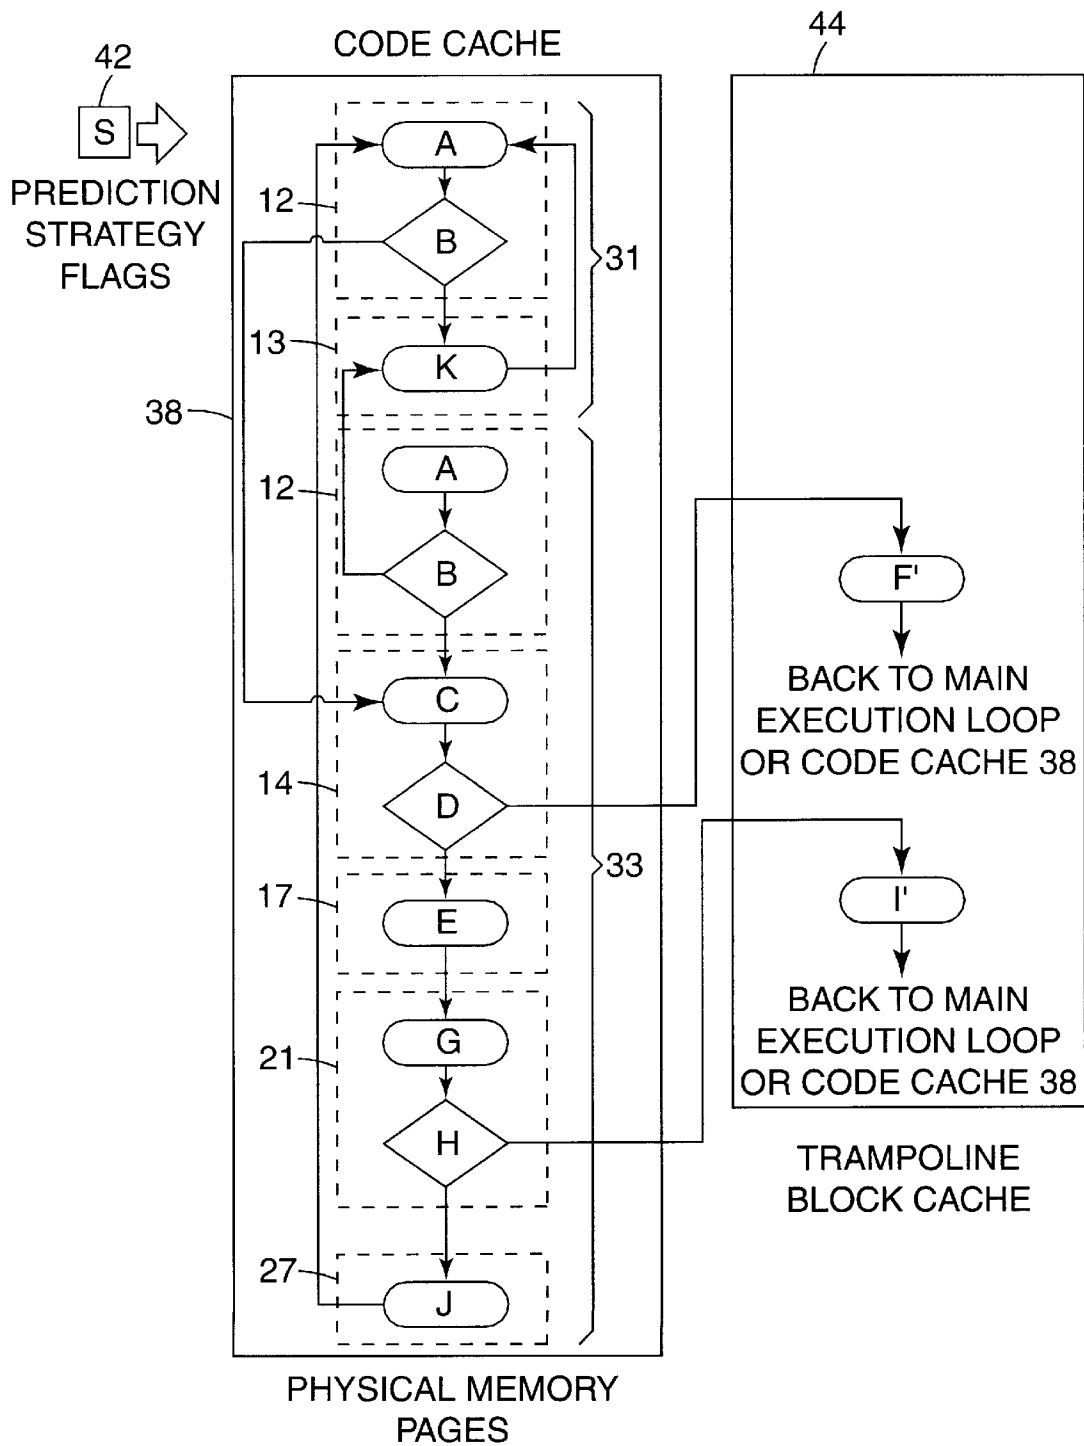 CODE CACHE
44
42
S
PREDICTION
STRATEGY
FLAGS
A
12
B
31
13
K
38
A
12
B
F'
BACK TO MAIN
EXECUTION LOOP
OR CODE CACHE 38
C
14
D
33
17
E
I'
BACK TO MAIN
EXECUTION LOOP
OR CODE CACHE 38
G
21
H
TRAMPOLINE
BLOCK CACHE
27
J
PHYSICAL MEMORY
PAGES